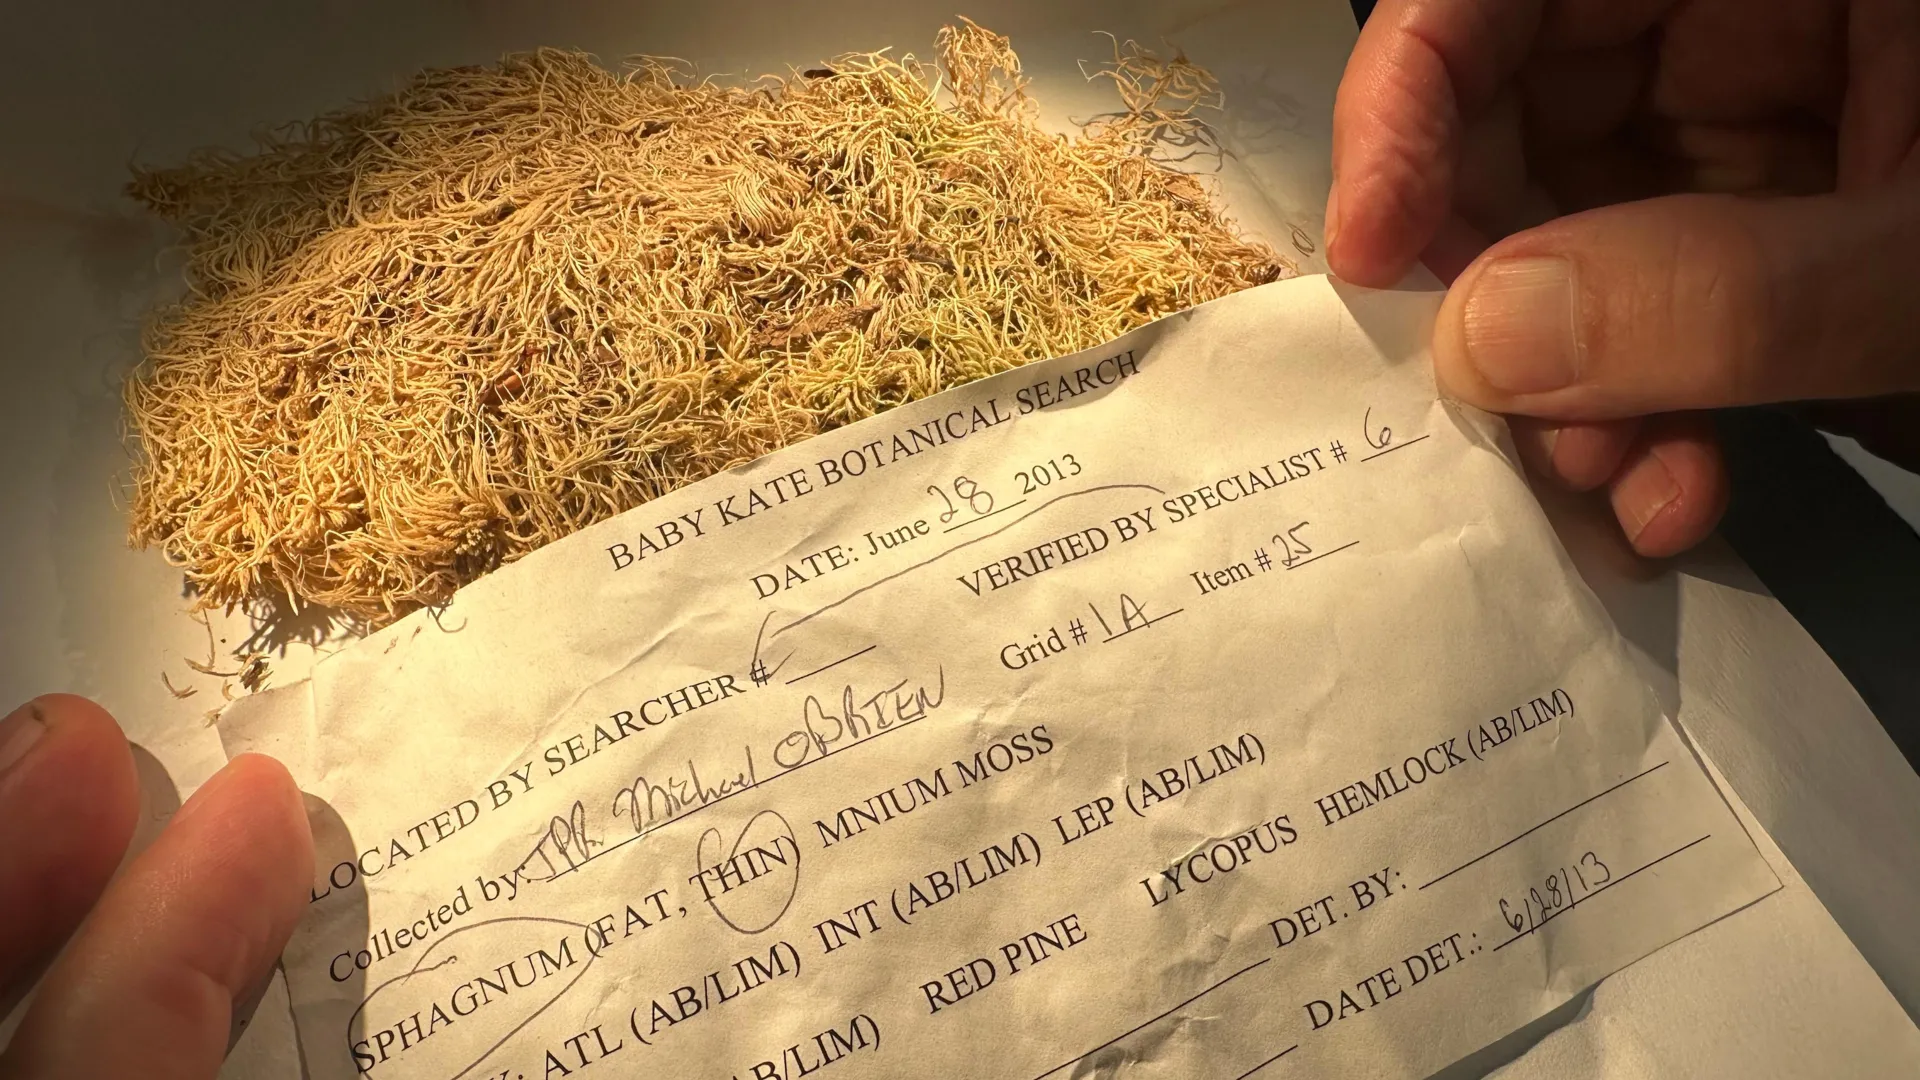 BABY KATE BOTANICAL SEARCH
DATE: June 28 2013
LOCATED BY SEARCHER # VERIFIED BY SPECIALIST # 6
Collected by: Michael OBRIEN Grid # 1A Item # 25
SPHAGNUM (FAT, THIN) MNIUM MOSS
ATL (AB/LIM) INT (AB/LIM) LEP (AB/LIM)
AB/LIM) RED PINE LYCOPUS HEMLOCK (AB/LIM)
DET. BY:
DATE DET.: 6/28/13